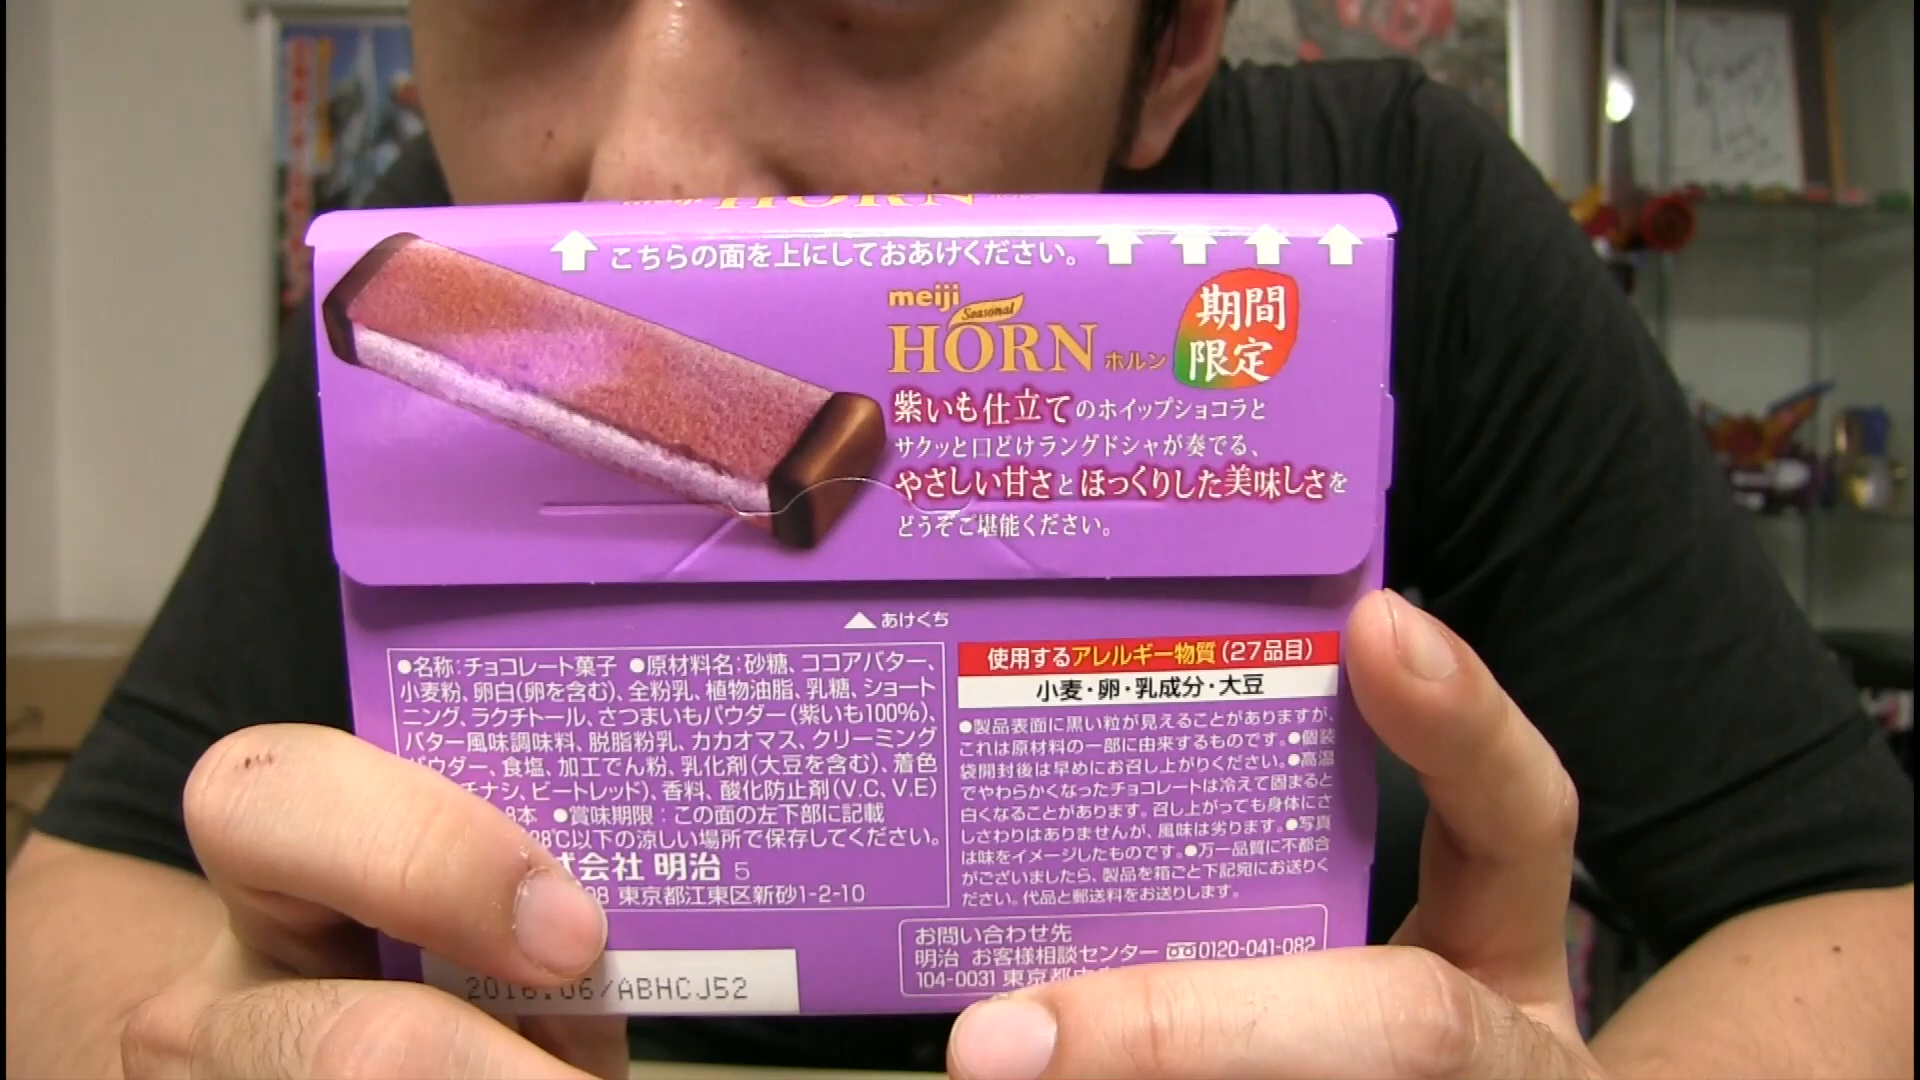 HORN
こちらの面を上にしておあけください。
meiji
Seasonal
HORN ホルン
期間
限定
紫いも仕立てのホイップショコラと
サクッと口どけラングドシャが奏でる、
やさしい甘さとほっくりした美味しさを
どうぞご堪能ください。
あけくち
●名称:チョコレート菓子 ●原材料名:砂糖、ココアバター、
小麦粉、卵白(卵を含む)、全粉乳、植物油脂、乳糖、ショート
ニング、ラクチトール、さつまいもパウダー(紫いも100%)、
バター風味調味料、脱脂粉乳、カカオマス、クリーミング
パウダー、食塩、加工でん粉、乳化剤(大豆を含む)、着色
チナシ、ビートレッド)、香料、酸化防止剤(V.C、V.E)
8本 ●賞味期限:この面の左下部に記載
28℃以下の涼しい場所で保存してください。
式会社 明治 5
08 東京都江東区新砂1-2-10
使用するアレルギー物質(27品目)
小麦・卵・乳成分・大豆
●製品表面に黒い粒が見えることがありますが、
これは原材料の一部に由来するものです。●個装
袋開封後は早めにお召し上がりください。●高温
でやわらかくなったチョコレートは冷えて固まると
白くなることがあります。召し上がっても身体にさ
しさわりはありませんが、風味は劣ります。●写真
は味をイメージしたものです。●万一品質に不都合
がございましたら、製品を箱ごと下記宛にお送りく
ださい。代品と郵送料をお送りします。
お問い合わせ先
明治 お客様相談センター 0120-041-082
104-0031 東京都中
2016.06/ABHCJ52